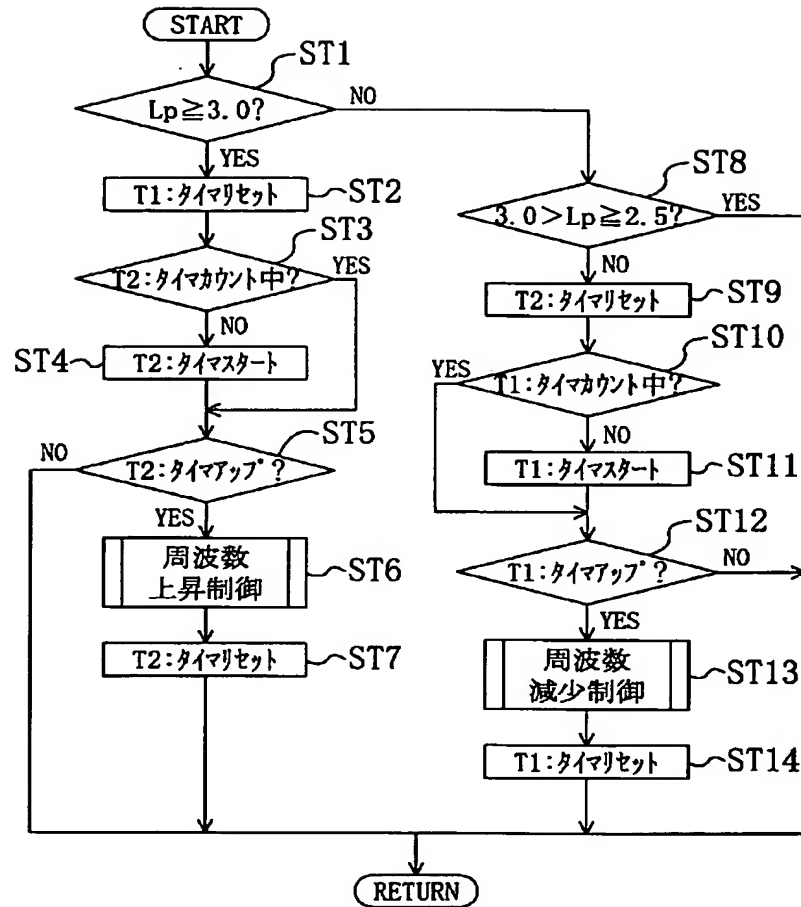 START
ST1
Lp≧3.0?
NO
YES
T1:ﾀｲﾏﾘｾｯﾄ
ST2
ST3
T2:ﾀｲﾏｶｳﾝﾄ中?
YES
NO
ST4
T2:ﾀｲﾏｽﾀｰﾄ
ST5
NO
T2:ﾀｲﾏｱｯﾌﾟ?
YES
周波数
上昇制御
ST6
T2:ﾀｲﾏﾘｾｯﾄ
ST7
ST8
3.0>Lp≧2.5?
YES
NO
T2:ﾀｲﾏﾘｾｯﾄ
ST9
ST10
YES
T1:ﾀｲﾏｶｳﾝﾄ中?
NO
T1:ﾀｲﾏｽﾀｰﾄ
ST11
ST12
T1:ﾀｲﾏｱｯﾌﾟ?
NO
YES
周波数
減少制御
ST13
T1:ﾀｲﾏﾘｾｯﾄ
ST14
RETURN